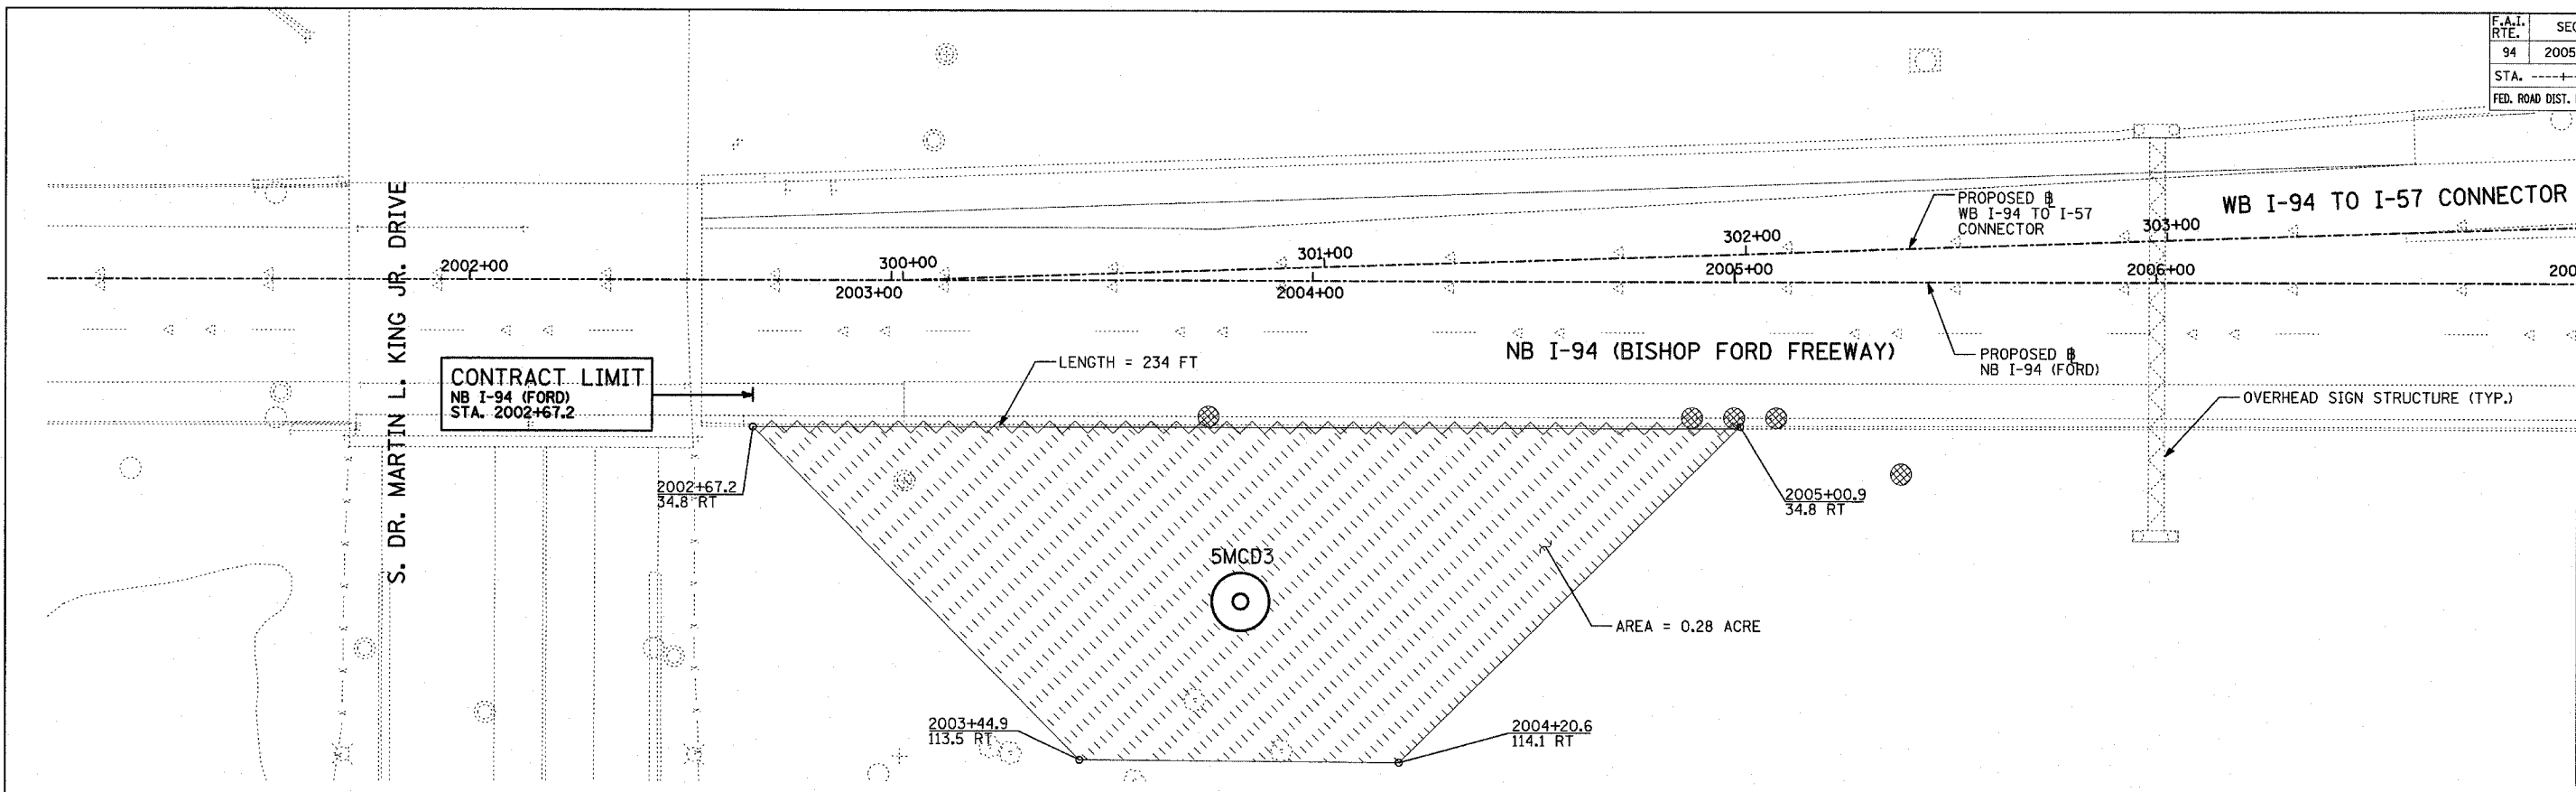 F.A.I.
RTE.
SEC
94
2005
STA. ----+-
FED. ROAD DIST.
S. DR. MARTIN L. KING JR. DRIVE
PROPOSED ℄
WB I-94 TO I-57
CONNECTOR
WB I-94 TO I-57 CONNECTOR
300+00
301+00
302+00
303+00
2002+00
2003+00
2004+00
2005+00
2006+00
200
NB I-94 (BISHOP FORD FREEWAY)
PROPOSED ℄
NB I-94 (FORD)
CONTRACT LIMIT
NB I-94 (FORD)
STA. 2002+67.2
LENGTH = 234 FT
OVERHEAD SIGN STRUCTURE (TYP.)
2002+67.2
34.8 RT
2005+00.9
34.8 RT
5MCD3
AREA = 0.28 ACRE
2003+44.9
113.5 RT
2004+20.6
114.1 RT